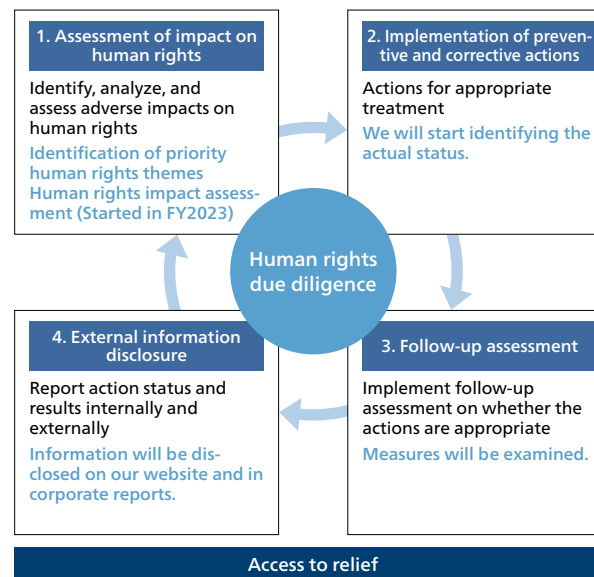 1. Assessment of impact on
human rights
Identify, analyze, and
assess adverse impacts on
human rights
Identification of priority
human rights themes
Human rights impact assess-
ment (Started in FY2023)
2. Implementation of preven-
tive and corrective actions
Actions for appropriate
treatment
We will start identifying the
actual status.
Human rights
due diligence
4. External information
disclosure
Report action status and
results internally and
externally
Information will be dis-
closed on our website and in
corporate reports.
3. Follow-up assessment
Implement follow-up
assessment on whether the
actions are appropriate
Measures will be examined.
Access to relief